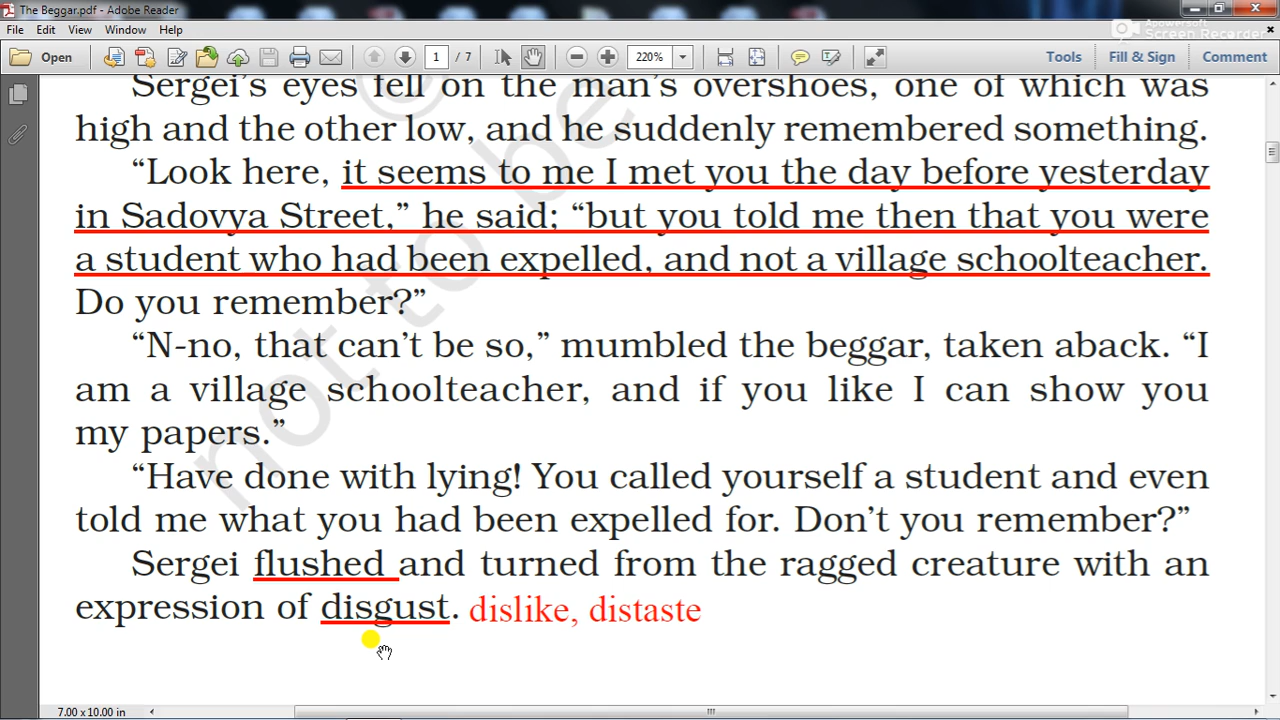 The Beggar.pdf - Adobe Reader
File Edit View Window Help
Apowersoft
Screen Recorder
Open 1 / 7 220% Tools Fill & Sign Comment
Sergei’s eyes fell on the man’s overshoes, one of which was
high and the other low, and he suddenly remembered something.
“Look here, it seems to me I met you the day before yesterday
in Sadovya Street,” he said; “but you told me then that you were
a student who had been expelled, and not a village schoolteacher.
Do you remember?”
“N-no, that can’t be so,” mumbled the beggar, taken aback. “I
am a village schoolteacher, and if you like I can show you
my papers.”
“Have done with lying! You called yourself a student and even
told me what you had been expelled for. Don’t you remember?”
Sergei flushed and turned from the ragged creature with an
expression of disgust. dislike, distaste
not to be
7.00 x 10.00 in